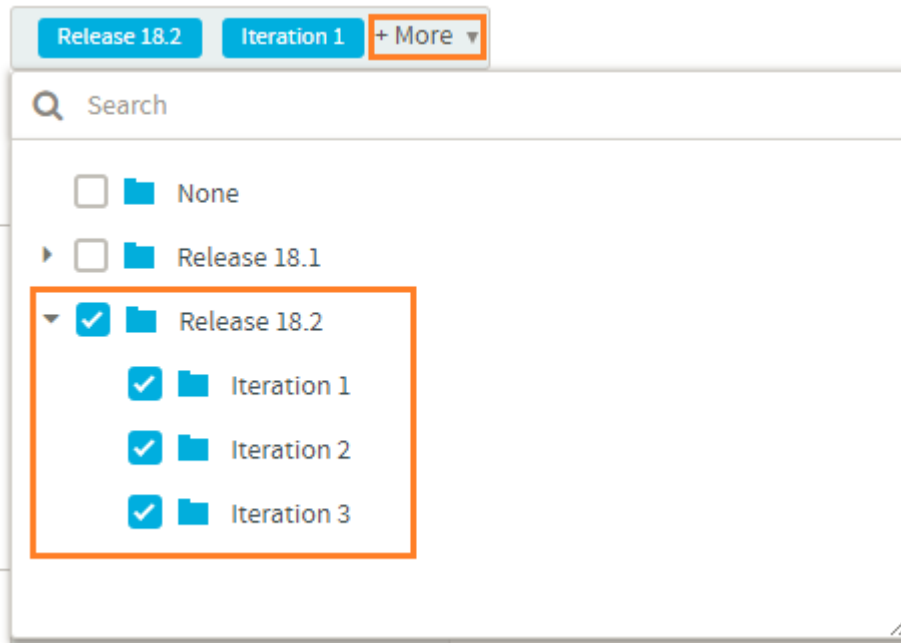 Release 18.2 Iteration 1 + More
Search
None
Release 18.1
Release 18.2
Iteration 1
Iteration 2
Iteration 3